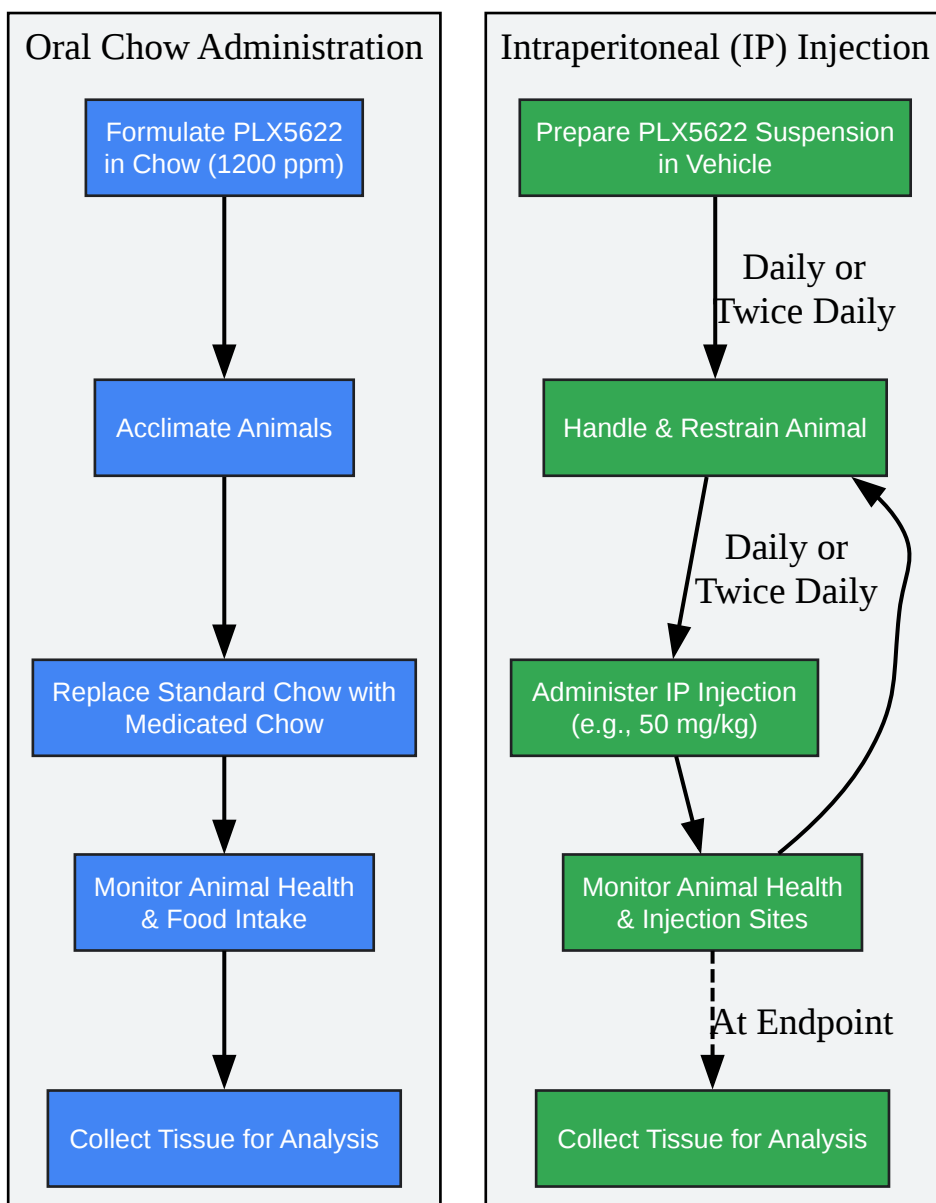 Oral Chow Administration
Formulate PLX5622
in Chow (1200 ppm)
Acclimate Animals
Replace Standard Chow with
Medicated Chow
Monitor Animal Health
& Food Intake
Collect Tissue for Analysis
Intraperitoneal (IP) Injection
Prepare PLX5622 Suspension
in Vehicle
Daily or
Twice Daily
Handle & Restrain Animal
Daily or
Twice Daily
Administer IP Injection
(e.g., 50 mg/kg)
Monitor Animal Health
& Injection Sites
At Endpoint
Collect Tissue for Analysis